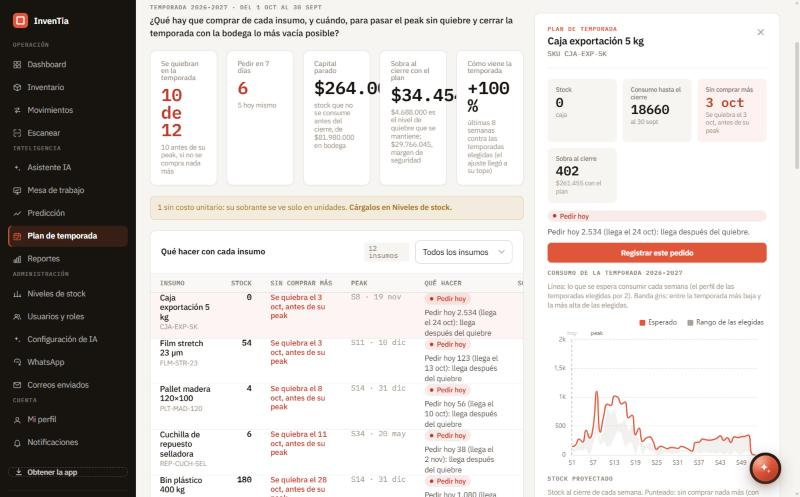 InvenTia
OPERACIÓN
Dashboard
Inventario
Movimientos
Escanear
INTELIGENCIA
Asistente IA
Mesa de trabajo
Predicción
Plan de temporada
Reportes
ADMINISTRACIÓN
Niveles de stock
Usuarios y roles
Configuración de IA
WhatsApp
Correos enviados
CUENTA
Mi perfil
Notificaciones
Obtener la app
TEMPORADA 2026-2027 · DEL 1 OCT AL 30 SEPT
¿Qué hay que comprar de cada insumo, y cuándo, para pasar el peak sin quiebre y cerrar la
temporada con la bodega lo más vacía posible?
Se quiebran
en la
temporada
10
de
12
10 antes de su
peak, si no se
compra nada
más
Pedir en 7
días
6
5 hoy mismo
Capital
parado
$264.00
stock que no
se consume
antes del
cierre, de
$81.980.000
en bodega
Sobra al
cierre con el
plan
$34.454
$4.688.000 es
el nivel de
quiebre que se
mantiene;
$29.766.045,
margen de
seguridad
Cómo viene la
temporada
+100
%
últimas 8
semanas
contra las
temporadas
elegidas (el
ajuste llegó a
su tope)
1 sin costo unitario: su sobrante se ve solo en unidades. Cárgalos en Niveles de stock.
Qué hacer con cada insumo
12
insumos
Todos los insumos
INSUMO STOCK SIN COMPRAR MÁS PEAK QUÉ HACER
Caja
exportación 5
kg
CJA-EXP-5K
0
Se quiebra el 3
oct, antes de su
peak
S8 · 19 nov
Pedir hoy
Pedir hoy 2.534 (llega
el 24 oct): llega
después del quiebre
Film stretch
23 µm
FLM-STR-23
54
Se quiebra el 3
oct, antes de su
peak
S11 · 10 dic
Pedir hoy
Pedir hoy 123 (llega el
13 oct): llega después
del quiebre
Pallet madera
120×100
PLT-MAD-120
4
Se quiebra el 8
oct, antes de su
peak
S14 · 31 dic
Pedir hoy
Pedir hoy 56 (llega el
10 oct): llega después
del quiebre
Cuchilla de
repuesto
selladora
REP-CUCH-SEL
6
Se quiebra el 11
oct, antes de su
peak
S34 · 20 may
Pedir hoy
Pedir hoy 38 (llega el
2 nov): llega después
del quiebre
Bin plástico
400 kg
180
Se quiebra el 28
oct, antes de su
peak
S14 · 31 dic
Pedir hoy
Pedir hoy 1.080 (llega
PLAN DE TEMPORADA
Caja exportación 5 kg
SKU CJA-EXP-5K
Stock
0
caja
Consumo hasta el
cierre
18660
al 30 sept
Sin comprar más
3 oct
Se quiebra el 3
oct, antes de su
peak
Sobra al cierre
402
$261.455 con el
plan
Pedir hoy
Pedir hoy 2.534 (llega el 24 oct): llega después del quiebre.
Registrar este pedido
CONSUMO DE LA TEMPORADA 2026-2027
Línea: lo que se espera consumir cada semana (el perfil de las
temporadas elegidas por 2). Banda gris: entre la temporada más baja y
la más alta de las elegidas.
Esperado Rango de las elegidas
hoy peak
2k
1,5k
1k
500
0
S1 S7 S13 S19 S25 S31 S37 S43 S49
STOCK PROYECTADO
Stock al cierre de cada semana. Punteado: sin comprar nada más (con